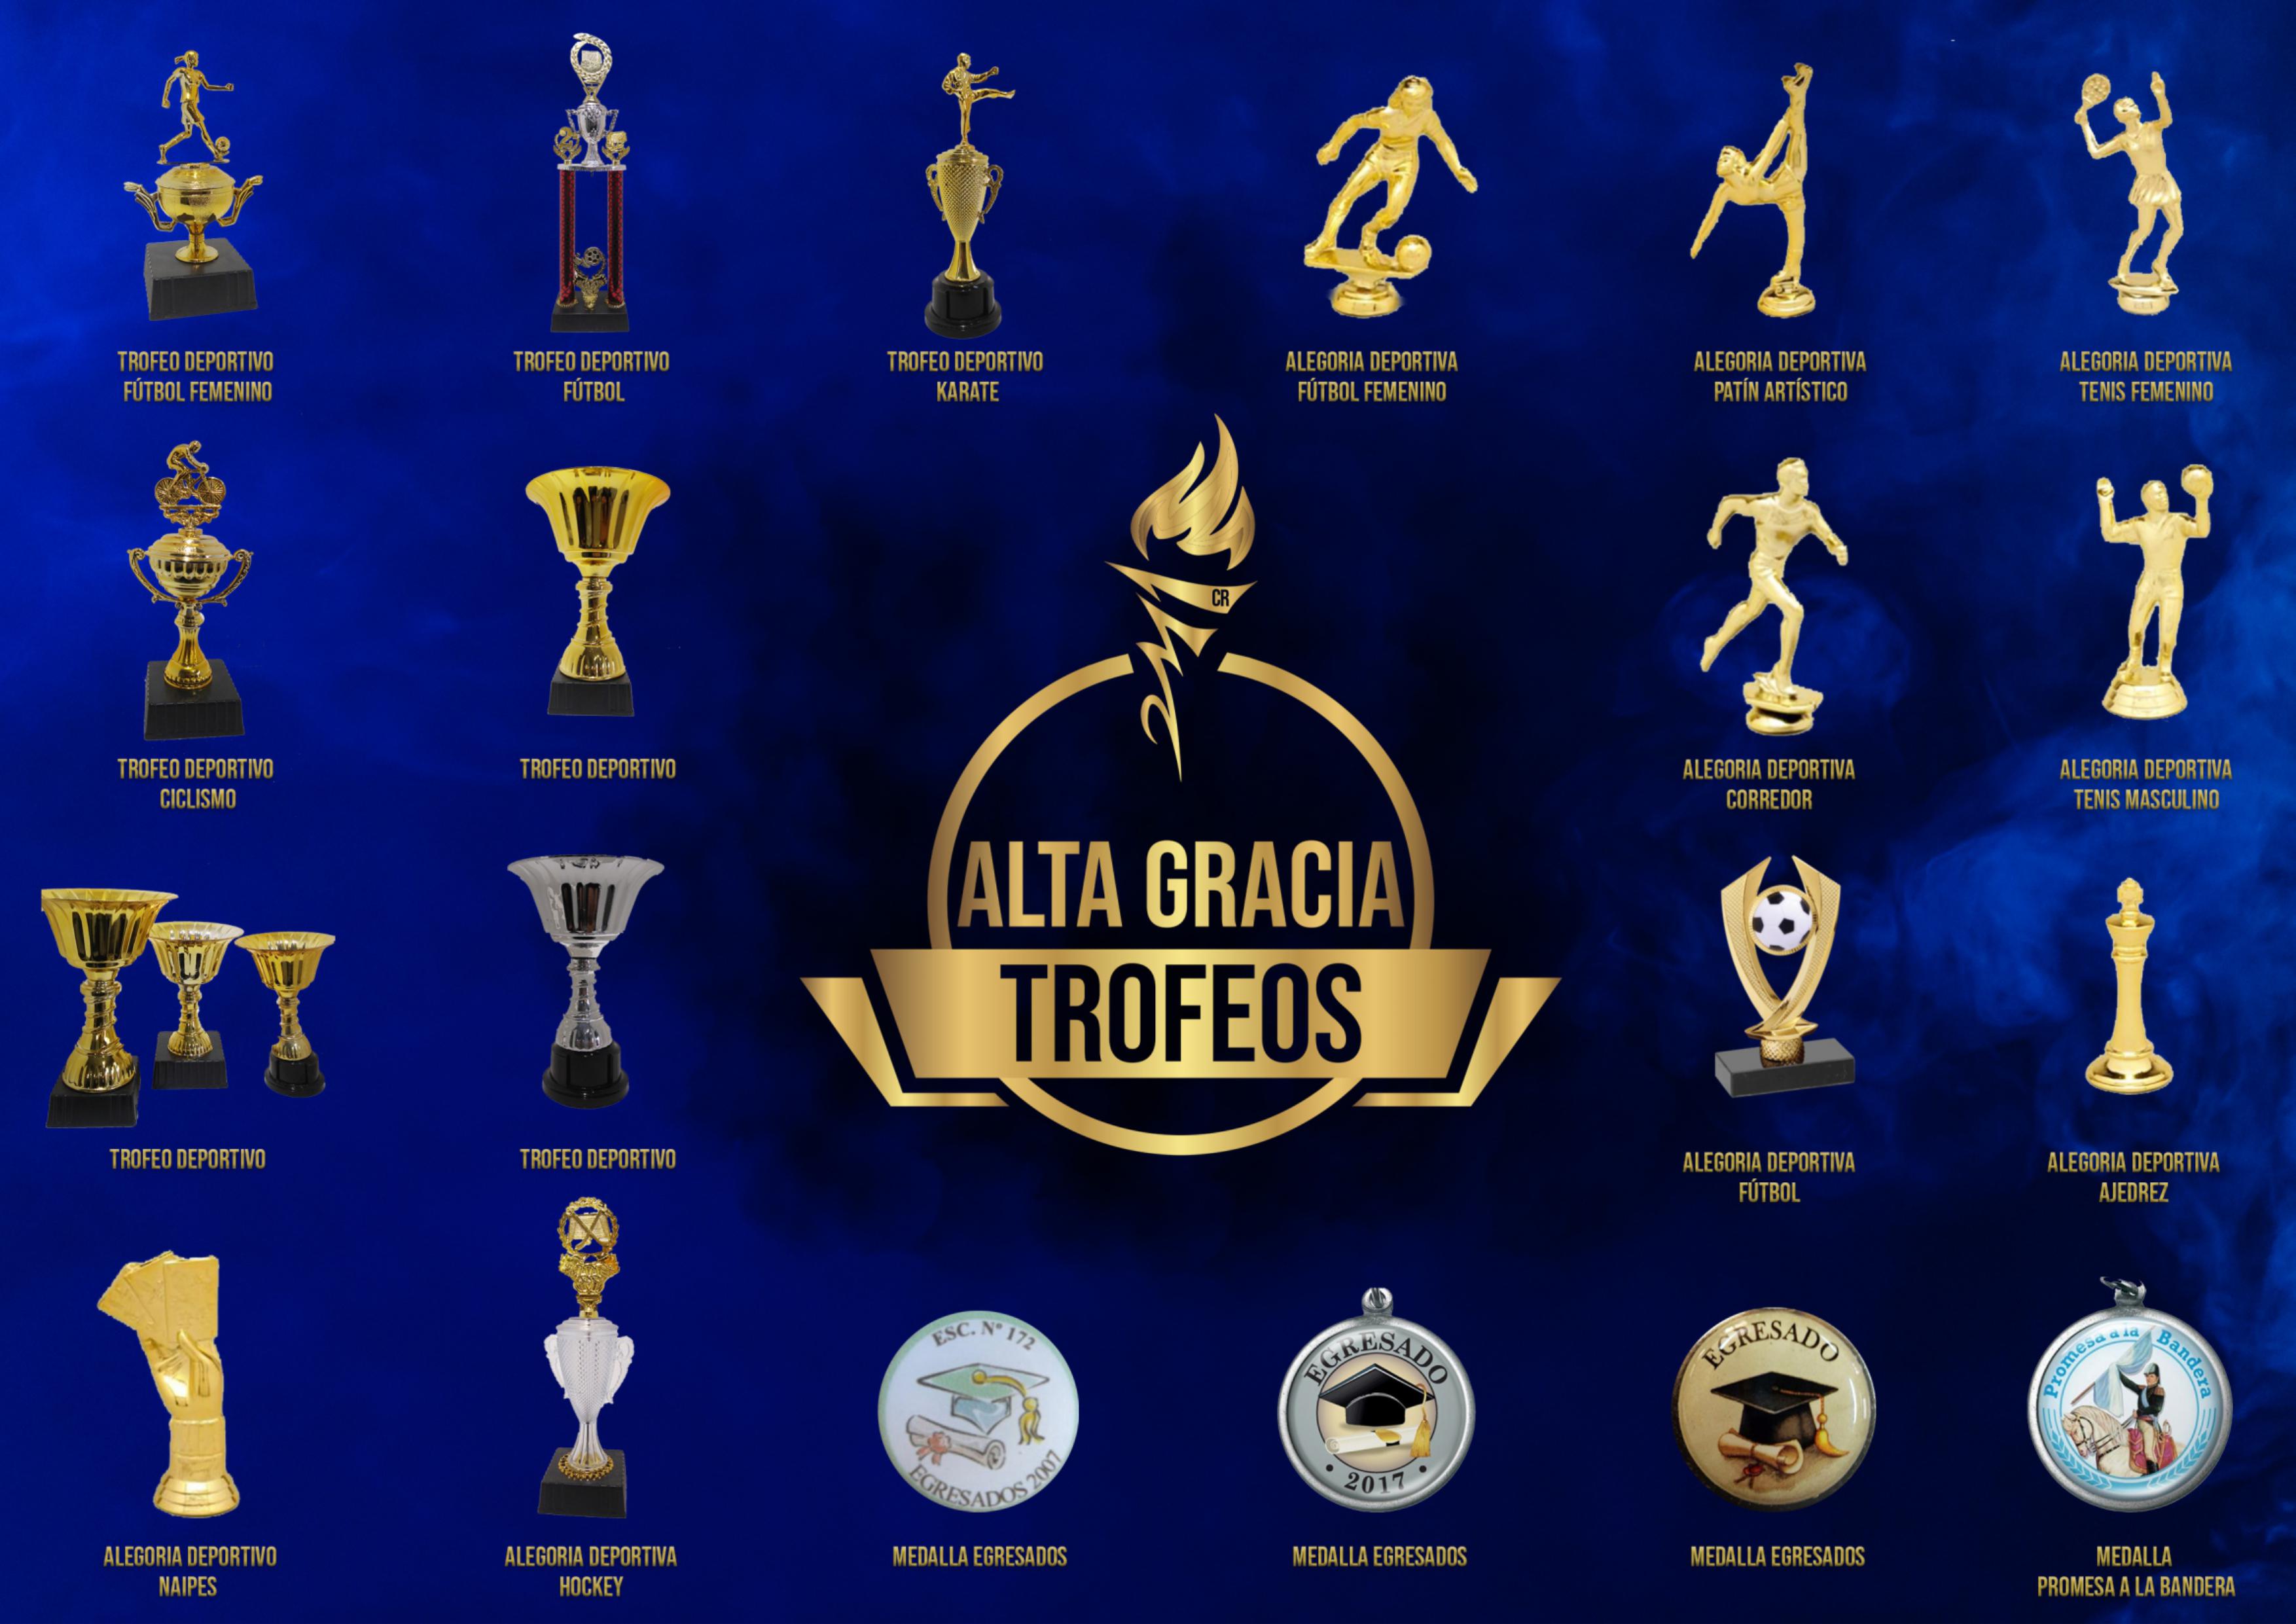 TROFEO DEPORTIVO
FÚTBOL FEMENINO
TROFEO DEPORTIVO
FÚTBOL
TROFEO DEPORTIVO
KARATE
ALEGORIA DEPORTIVA
FÚTBOL FEMENINO
ALEGORIA DEPORTIVA
PATÍN ARTÍSTICO
ALEGORIA DEPORTIVA
TENIS FEMENINO
TROFEO DEPORTIVO
CICLISMO
TROFEO DEPORTIVO
CR
ALTA GRACIA
TROFEOS
ALEGORIA DEPORTIVA
CORREDOR
ALEGORIA DEPORTIVA
TENIS MASCULINO
TROFEO DEPORTIVO
TROFEO DEPORTIVO
ALEGORIA DEPORTIVA
FÚTBOL
ALEGORIA DEPORTIVA
AJEDREZ
ALEGORIA DEPORTIVO
NAIPES
ALEGORIA DEPORTIVA
HOCKEY
ESC. Nº 172
EGRESADOS 2007
MEDALLA EGRESADOS
EGRESADO
• 2017 •
MEDALLA EGRESADOS
EGRESADO
MEDALLA EGRESADOS
Promesa a la Bandera
MEDALLA
PROMESA A LA BANDERA